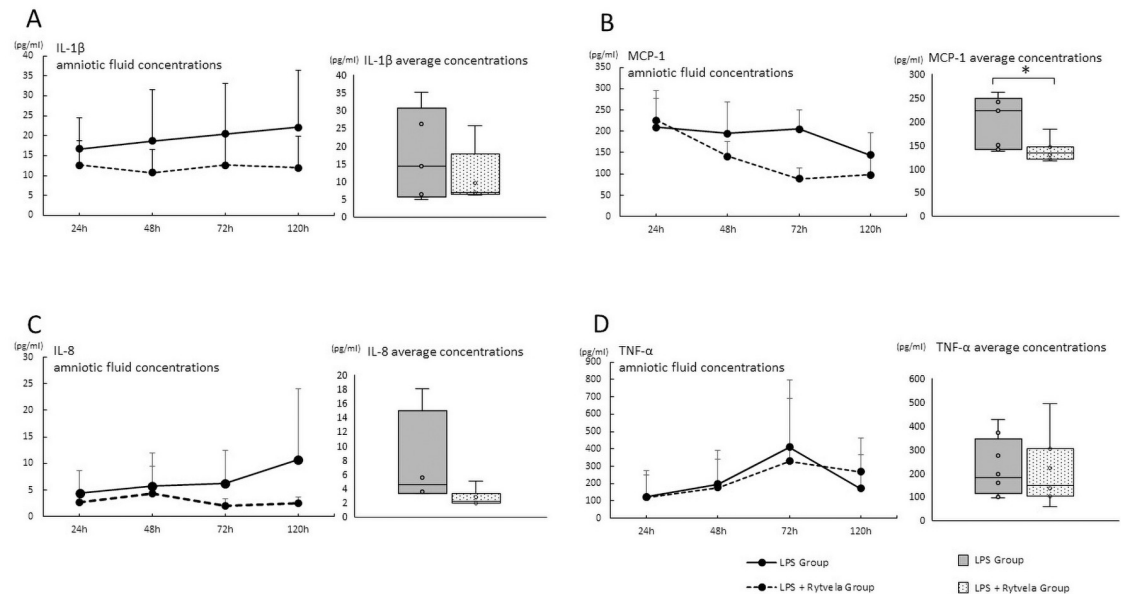 A
(pg/ml)
IL-1β
amniotic fluid concentrations
40
35
30
25
20
15
10
5
0
24h
48h
72h
120h
(pg/ml)
IL-1β average concentrations
40
35
30
25
20
15
10
5
0
B
(pg/ml)
MCP-1
amniotic fluid concentrations
350
300
250
200
150
100
50
0
24h
48h
72h
120h
(pg/ml)
MCP-1 average concentrations
*
300
250
200
150
100
50
0
C
(pg/ml)
IL-8
amniotic fluid concentrations
30
25
20
15
10
5
0
24h
48h
72h
120h
(pg/ml)
IL-8 average concentrations
20
18
16
14
12
10
8
6
4
2
0
D
(pg/ml)
TNF-α
amniotic fluid concentrations
900
800
700
600
500
400
300
200
100
0
24h
48h
72h
120h
(pg/ml)
TNF-α average concentrations
600
500
400
300
200
100
0
LPS Group
LPS + Rytvela Group
LPS Group
LPS + Rytvela Group